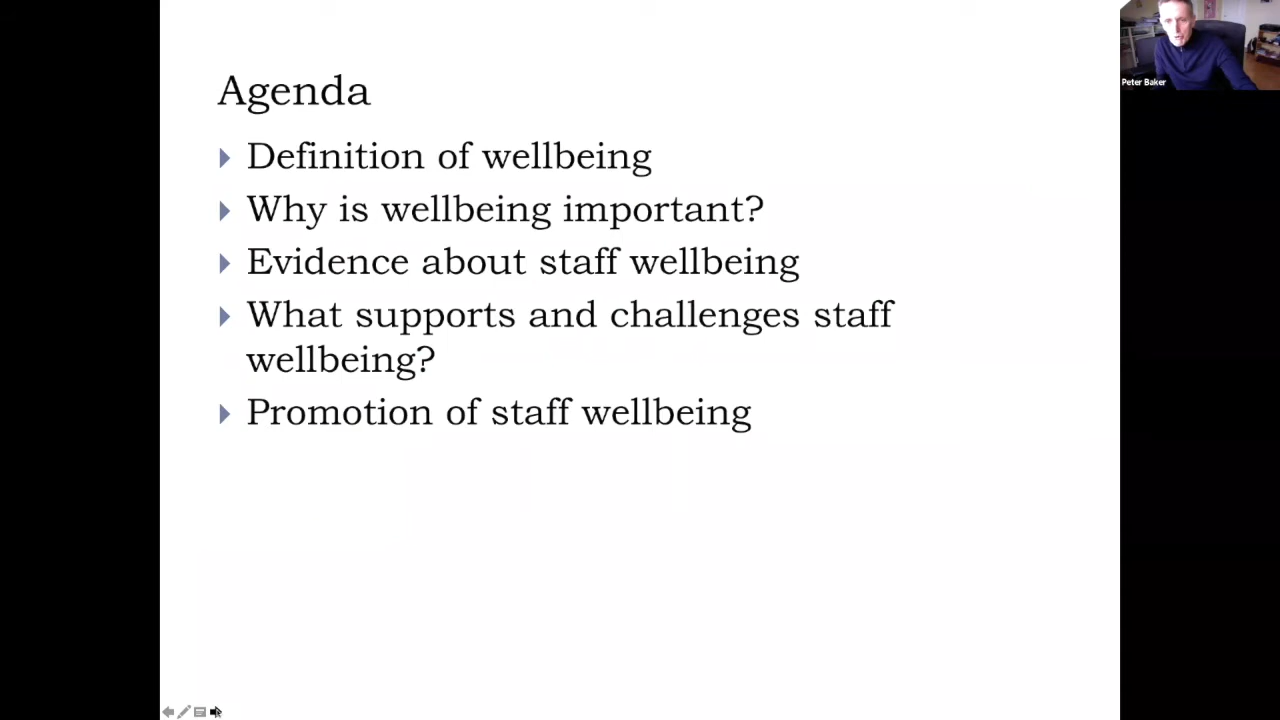 Agenda
Definition of wellbeing
Why is wellbeing important?
Evidence about staff wellbeing
What supports and challenges staff
wellbeing?
Promotion of staff wellbeing
Peter Baker